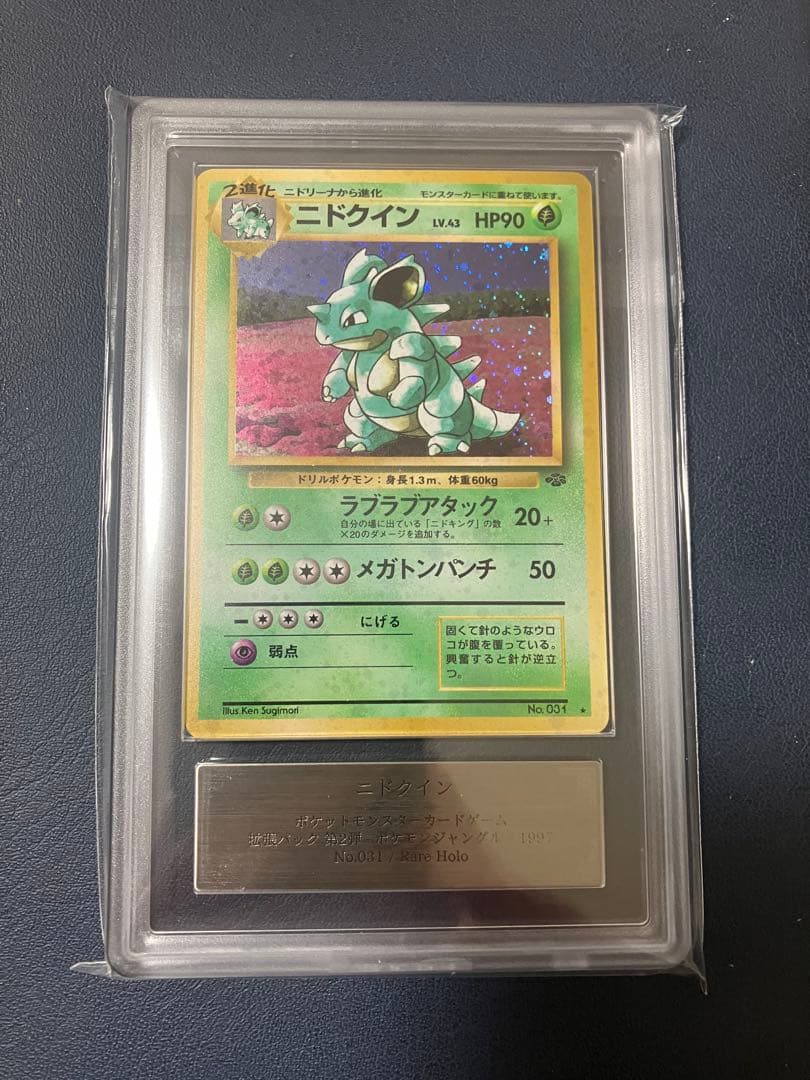 2進化 ニドリーナから進化 モンスターカードに重ねて使います。
ニドクイン LV.43 HP90
ドリルポケモン：身長1.3m、体重60kg
ラブラブアタック 20+
自分の場に出ている「ニドキング」の数
×20のダメージを追加する。
メガトンパンチ 50
にげる
弱点
固くて針のようなウロ
コが腹を覆っている。
興奮すると針が逆立
つ。
Illus.Ken Sugimori No.031
ニドクイン
ポケットモンスターカードゲーム
拡張パック 第2弾 ポケモンジャングル 1997
No.031 / Rare Holo